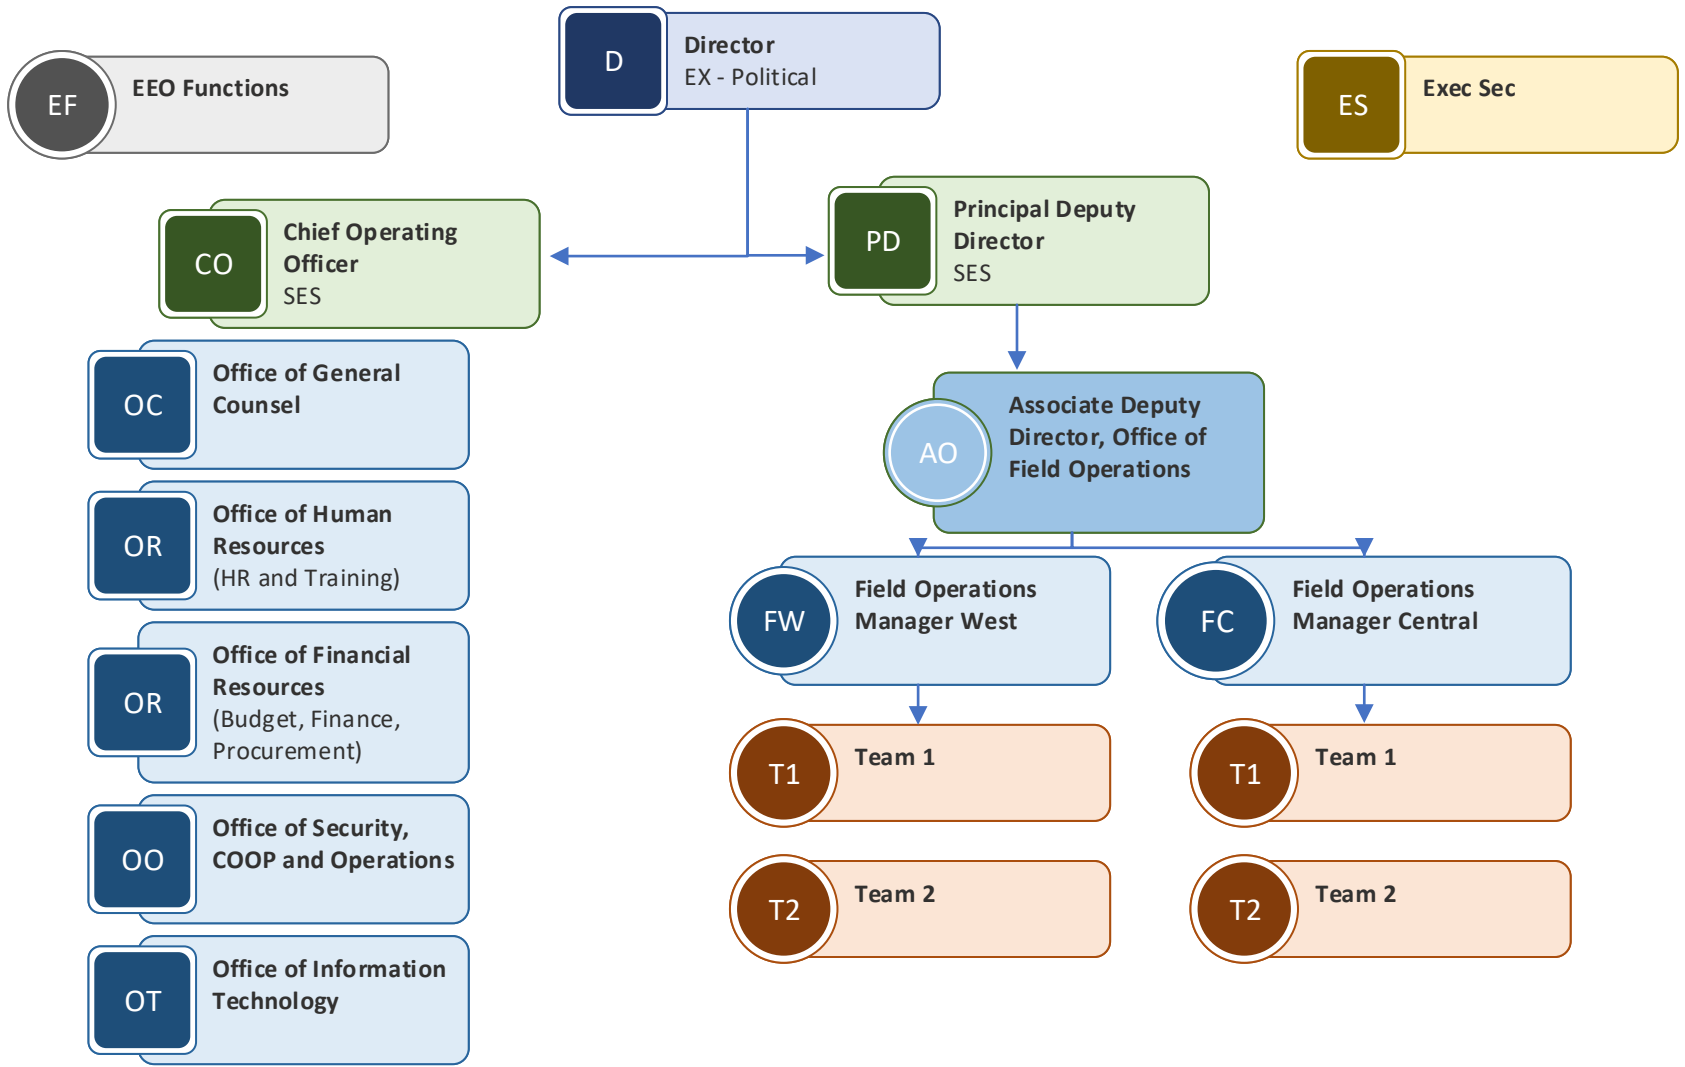 D
Director
EX - Political
EF
EEO Functions
ES
Exec Sec
CO
Chief Operating
Officer
SES
PD
Principal Deputy
Director
SES
OC
Office of General
Counsel
OR
Office of Human
Resources
(HR and Training)
OR
Office of Financial
Resources
(Budget, Finance,
Procurement)
OO
Office of Security,
COOP and Operations
OT
Office of Information
Technology
AO
Associate Deputy
Director, Office of
Field Operations
FW
Field Operations
Manager West
T1
Team 1
T2
Team 2
FC
Field Operations
Manager Central
T1
Team 1
T2
Team 2